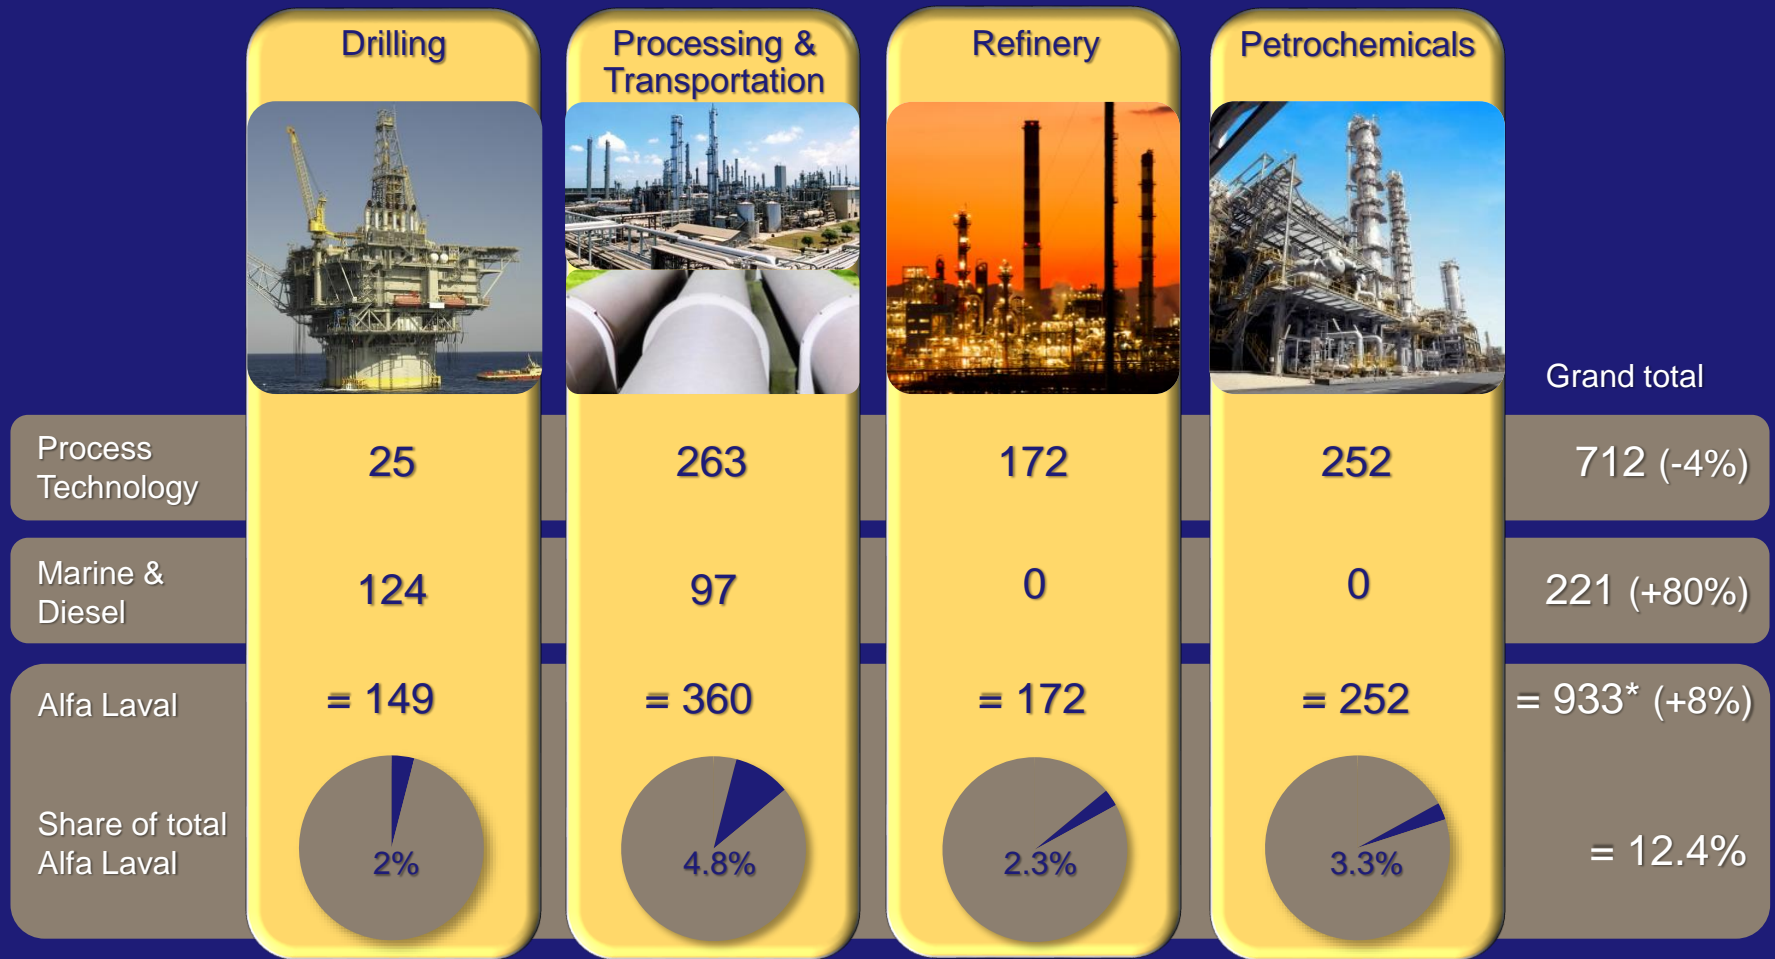 Drilling
Processing &
Transportation
Refinery
Petrochemicals
Grand total
Process
Technology
25
263
172
252
712 (-4%)
Marine &
Diesel
124
97
0
0
221 (+80%)
Alfa Laval
= 149
= 360
= 172
= 252
= 933* (+8%)
Share of total
Alfa Laval
2%
4.8%
2.3%
3.3%
= 12.4%